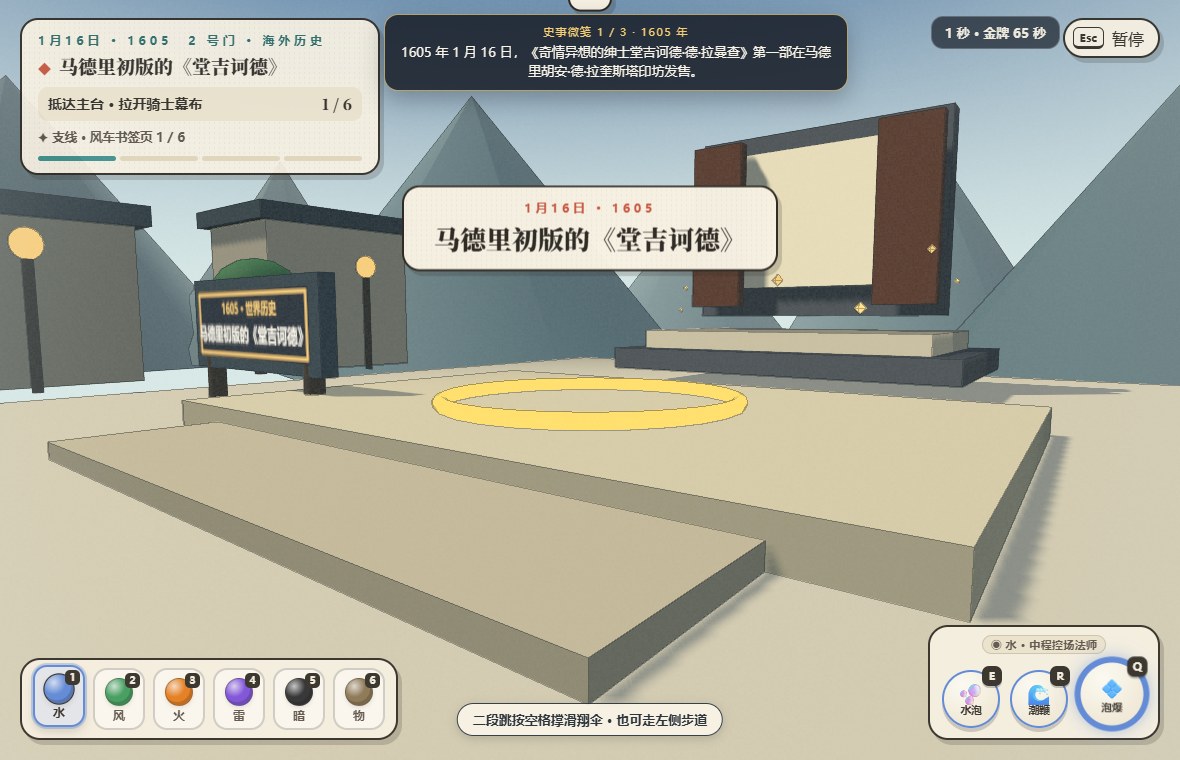 1月16日 • 1605 2 号门 • 海外历史
马德里初版的《堂吉诃德》
抵达主台 • 拉开骑士幕布 1 / 6
支线 • 风车书签页 1 / 6
史事微笺 1 / 3 · 1605 年
1605 年 1 月 16 日，《奇情异想的绅士堂吉诃德·德·拉曼查》第一部在马德
里胡安·德·拉奎斯塔印坊发售。
1 秒 • 金牌 65 秒
Esc 暂停
1月16日 • 1605
马德里初版的《堂吉诃德》
1605 • 世界历史
马德里初版的《堂吉诃德》
1 水
2 风
3 火
4 雷
5 暗
6 物
二段跳按空格撑滑翔伞 • 也可走左侧步道
水 • 中程控场法师
E 水泡
R 潮鞭
Q 泡爆